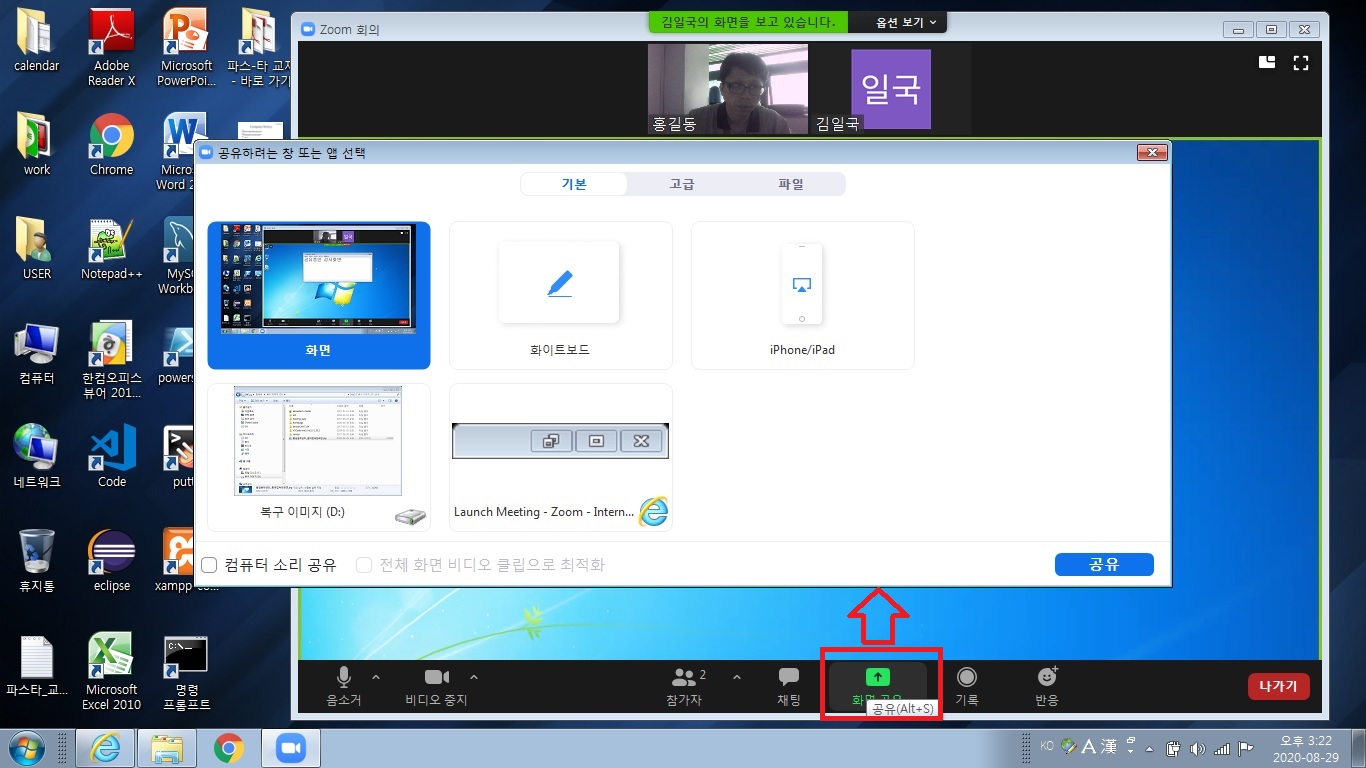 김일국의 화면을 보고 있습니다.
옵션 보기
Zoom 회의
일국
홍길동
김일국
calendar
Adobe
Reader X
Microsoft
PowerPoi...
파스-타 교재
- 바로 가기
work
Chrome
Micros
Word 2
USER
Notepad++
MySQ
Workb
컴퓨터
한컴오피스
뷰어 201...
powers
네트워크
Code
putt
휴지통
eclipse
xampp-co...
파스타_교...
Microsoft
Excel 2010
명령
프롬프트
공유하려는 창 또는 앱 선택
기본
고급
파일
일국
화면
화이트보드
iPhone/iPad
복구 이미지 (D:)
Launch Meeting - Zoom - Intern...
컴퓨터 소리 공유
전체 화면 비디오 클립으로 최적화
공유
음소거
비디오 중지
2
참가자
채팅
화면 공유
공유(Alt+S)
기록
반응
나가기
KO
A 漢
오후 3:22
2020-08-29